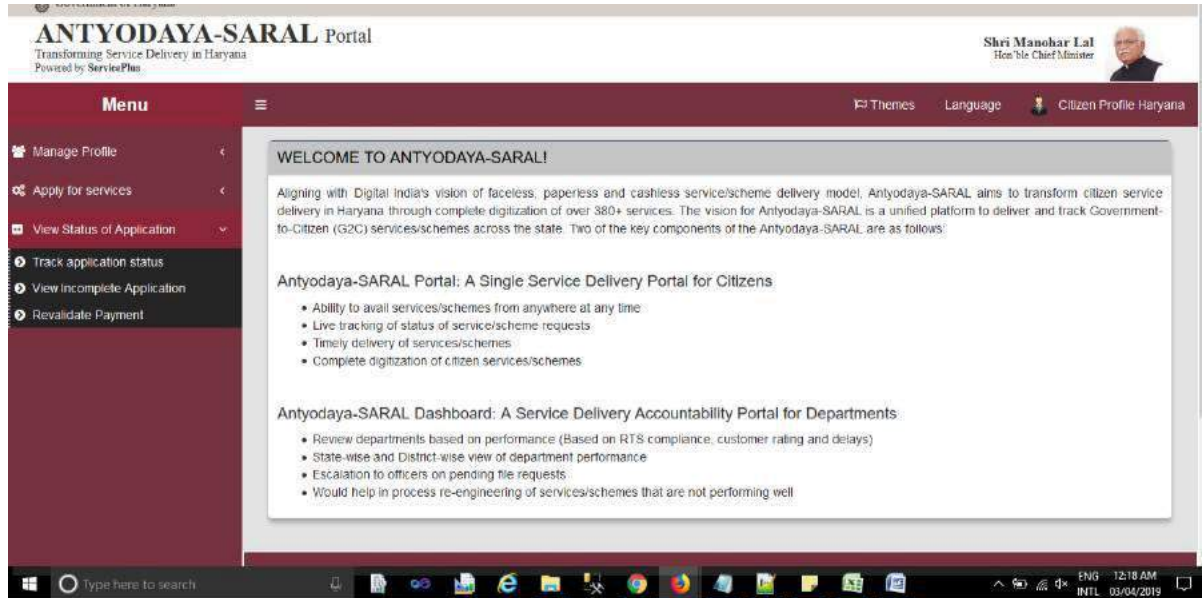 Government of Haryana
ANTYODAYA-SARAL Portal
Transforming Service Delivery in Haryana
Powered by ServicePlus
Shri Manohar Lal
Hon'ble Chief Minister
Menu
Themes
Language
Citizen Profile Haryana
Manage Profile
Apply for services
View Status of Application
Track application status
View Incomplete Application
Revalidate Payment
WELCOME TO ANTYODAYA-SARAL!
Aligning with Digital India's vision of faceless, paperless and cashless service/scheme delivery model, Antyodaya-SARAL aims to transform citizen service
delivery in Haryana through complete digitization of over 380+ services. The vision for Antyodaya-SARAL is a unified platform to deliver and track Government-
to-Citizen (G2C) services/schemes across the state. Two of the key components of the Antyodaya-SARAL are as follows:
Antyodaya-SARAL Portal: A Single Service Delivery Portal for Citizens
• Ability to avail services/schemes from anywhere at any time
• Live tracking of status of service/scheme requests
• Timely delivery of services/schemes
• Complete digitization of citizen services/schemes
Antyodaya-SARAL Dashboard: A Service Delivery Accountability Portal for Departments
• Review departments based on performance (Based on RTS compliance, customer rating and delays)
• State-wise and District-wise view of department performance
• Escalation to officers on pending file requests
• Would help in process re-engineering of services/schemes that are not performing well
Type here to search
ENG
INTL
12:18 AM
03/04/2019